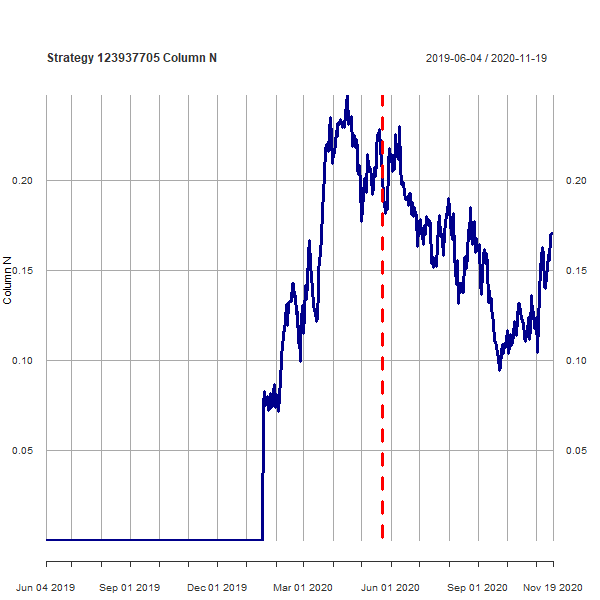 Strategy 123937705 Column N
2019-06-04 / 2020-11-19
Column N
0.20
0.15
0.10
0.05
0.20
0.15
0.10
0.05
Jun 04 2019
Sep 01 2019
Dec 01 2019
Mar 01 2020
Jun 01 2020
Sep 01 2020
Nov 19 2020